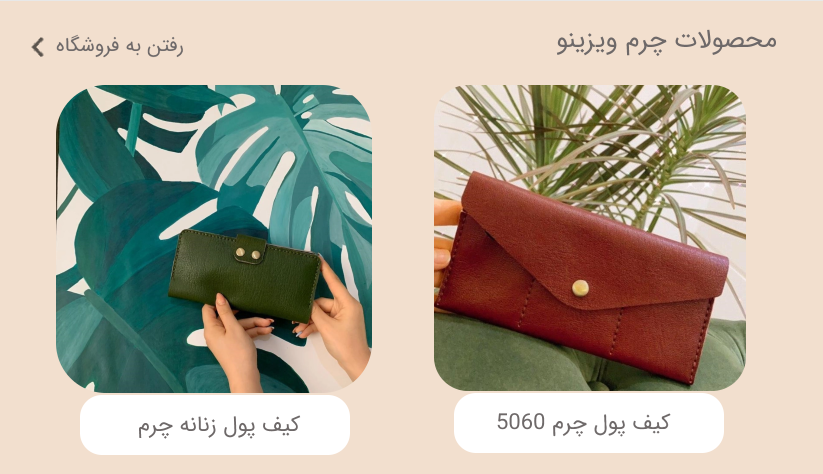 محصولات چرم ویزینو
رفتن به فروشگاه
کیف پول چرم 5060
کیف پول زنانه چرم